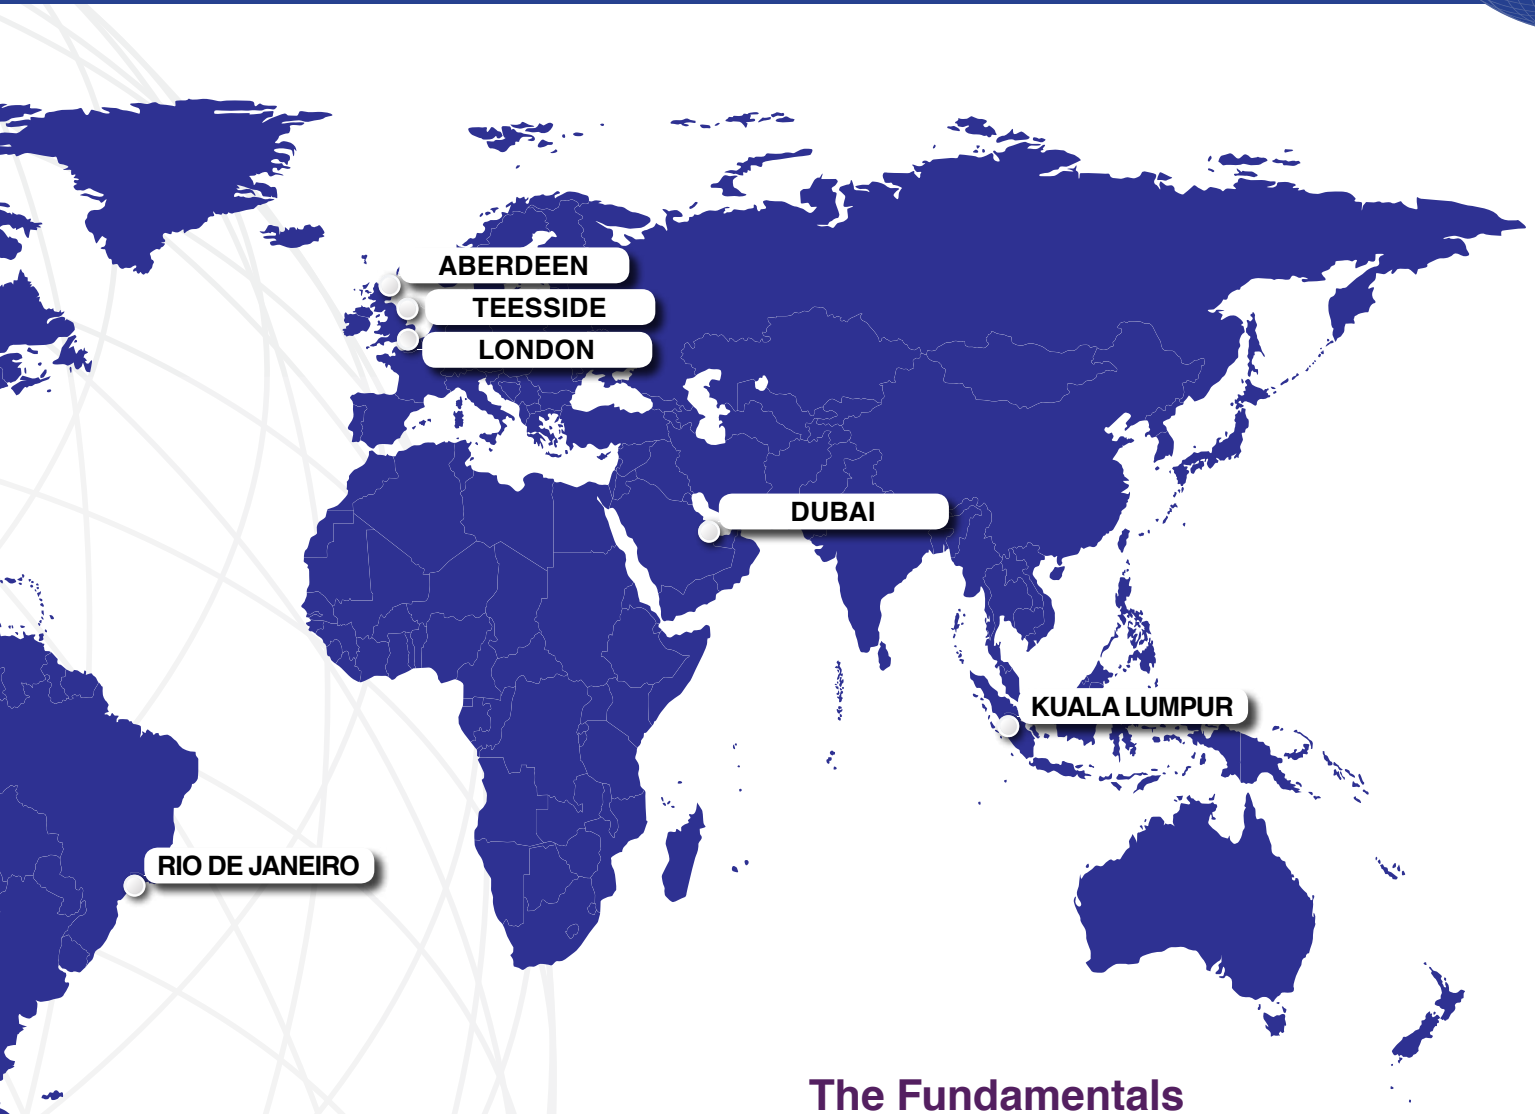 ABERDEEN
TEESSIDE
LONDON
DUBAI
KUALA LUMPUR
RIO DE JANEIRO
The Fundamentals